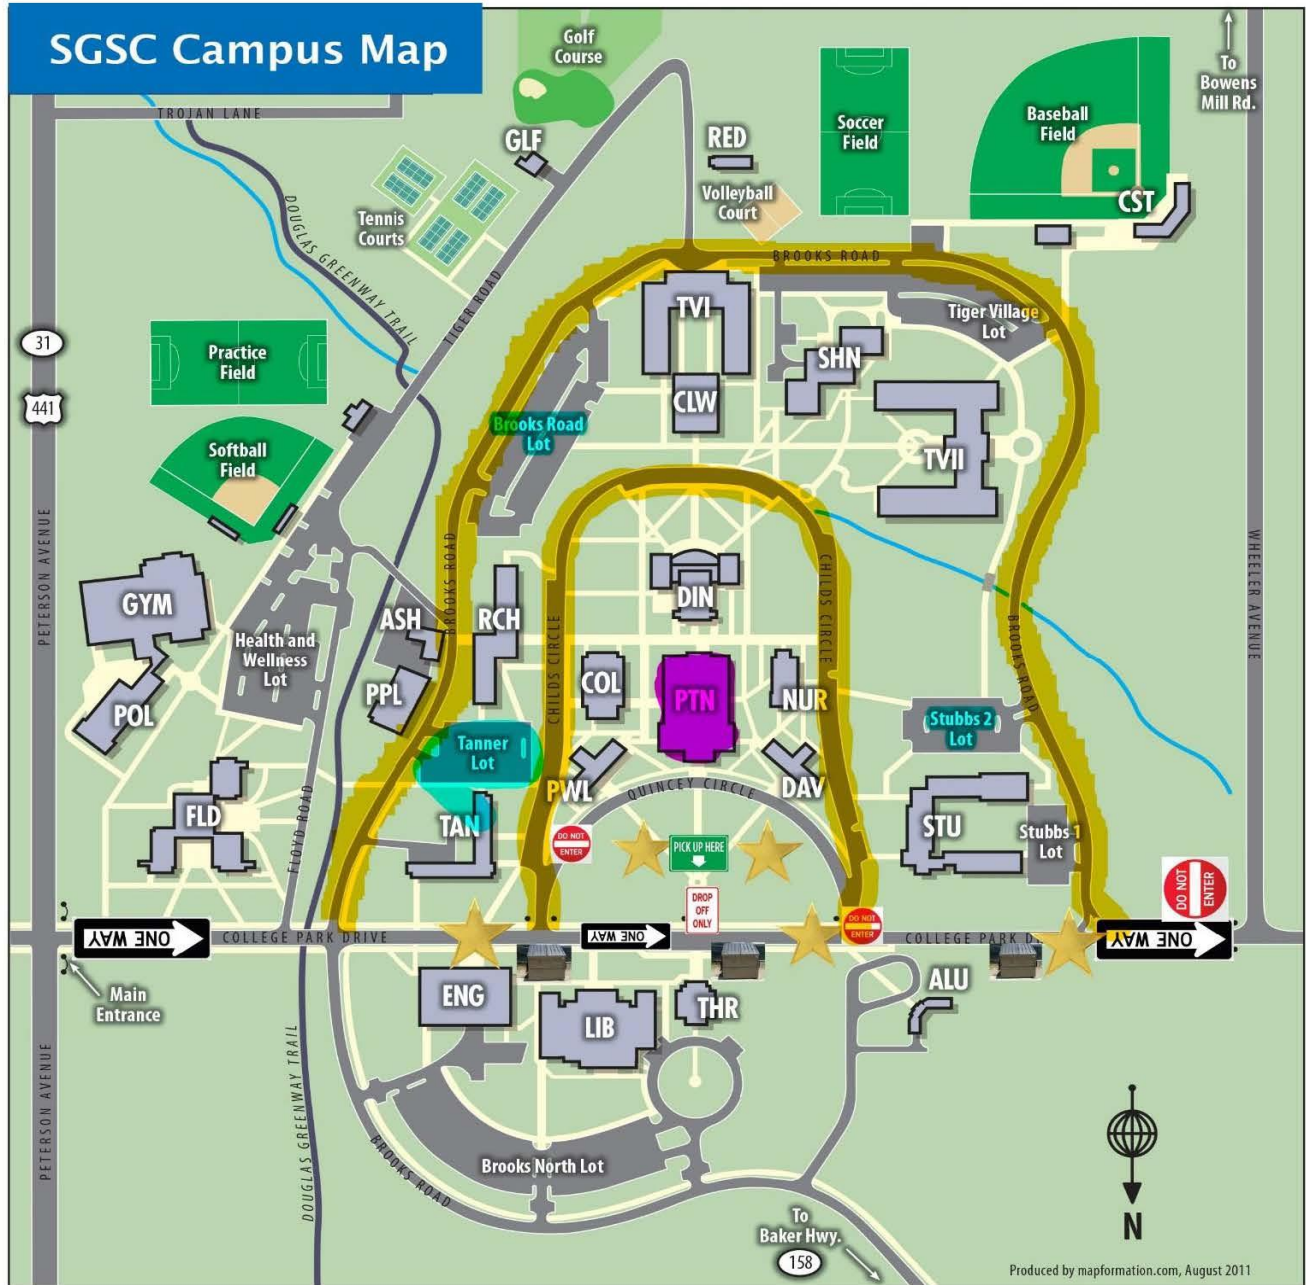 SGSC Campus Map
Golf
Course
To
Bowens
Mill Rd.
TROJAN LANE
GLF
RED
Soccer
Field
Baseball
Field
Volleyball
Court
CST
Tennis
Courts
DOUGLAS GREENWAY TRAIL
TIGER ROAD
BROOKS ROAD
TVI
Tiger Village
Lot
31
Practice
Field
SHN
441
CLW
Brooks Road
Lot
Softball
Field
TVII
PETERSON AVENUE
BROOKS ROAD
WHEELER AVENUE
GYM
ASH
RCH
DIN
CHILDS CIRCLE
CHILDS CIRCLE
BROOKS ROAD
Health and
Wellness
Lot
PPL
COL
PTN
NUR
POL
Stubbs 2
Lot
Tanner
Lot
PWL
QUINCEY CIRCLE
DAV
FLD
FLOYD ROAD
TAN
STU
Stubbs 1
Lot
DO NOT
ENTER
PICK UP HERE
DROP
OFF
ONLY
DO NOT
ENTER
DO NOT
ENTER
ONE WAY
COLLEGE PARK DRIVE
ONE WAY
COLLEGE PARK D
ONE WAY
Main
Entrance
ENG
LIB
THR
ALU
PETERSON AVENUE
DOUGLAS GREENWAY TRAIL
BROOKS ROAD
Brooks North Lot
To
Baker Hwy.
158
N
Produced by mapformation.com, August 2011